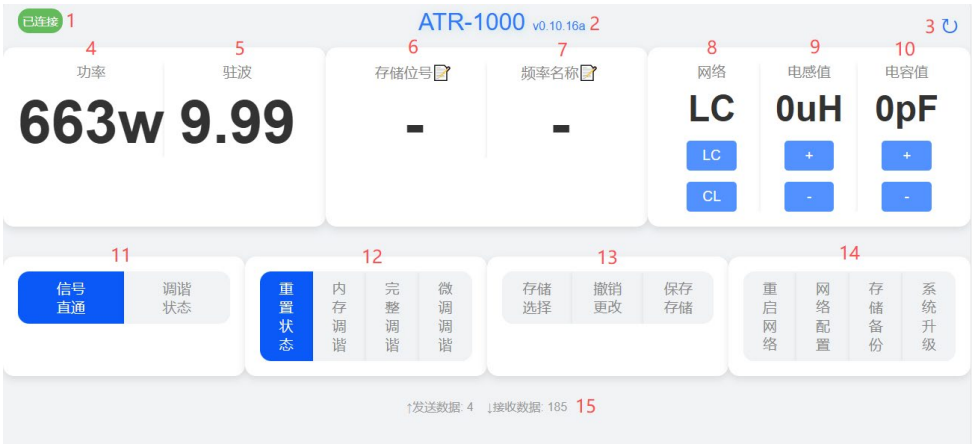 已连接 1 ATR-1000 v0.10.16a 2 3
4 5 6 7 8 9 10
功率 驻波 存储位号 频率名称 网络 电感值 电容值
663w 9.99 - - LC 0uH 0pF
LC + +
CL - -
11 12 13 14
信号直通 调谐状态 重置状态 内存调谐 完整调谐 微调调谐 存储选择 撤销更改 保存存储 重启网络 网络配置 存储备份 系统升级
↑发送数据: 4 ↓接收数据: 185 15